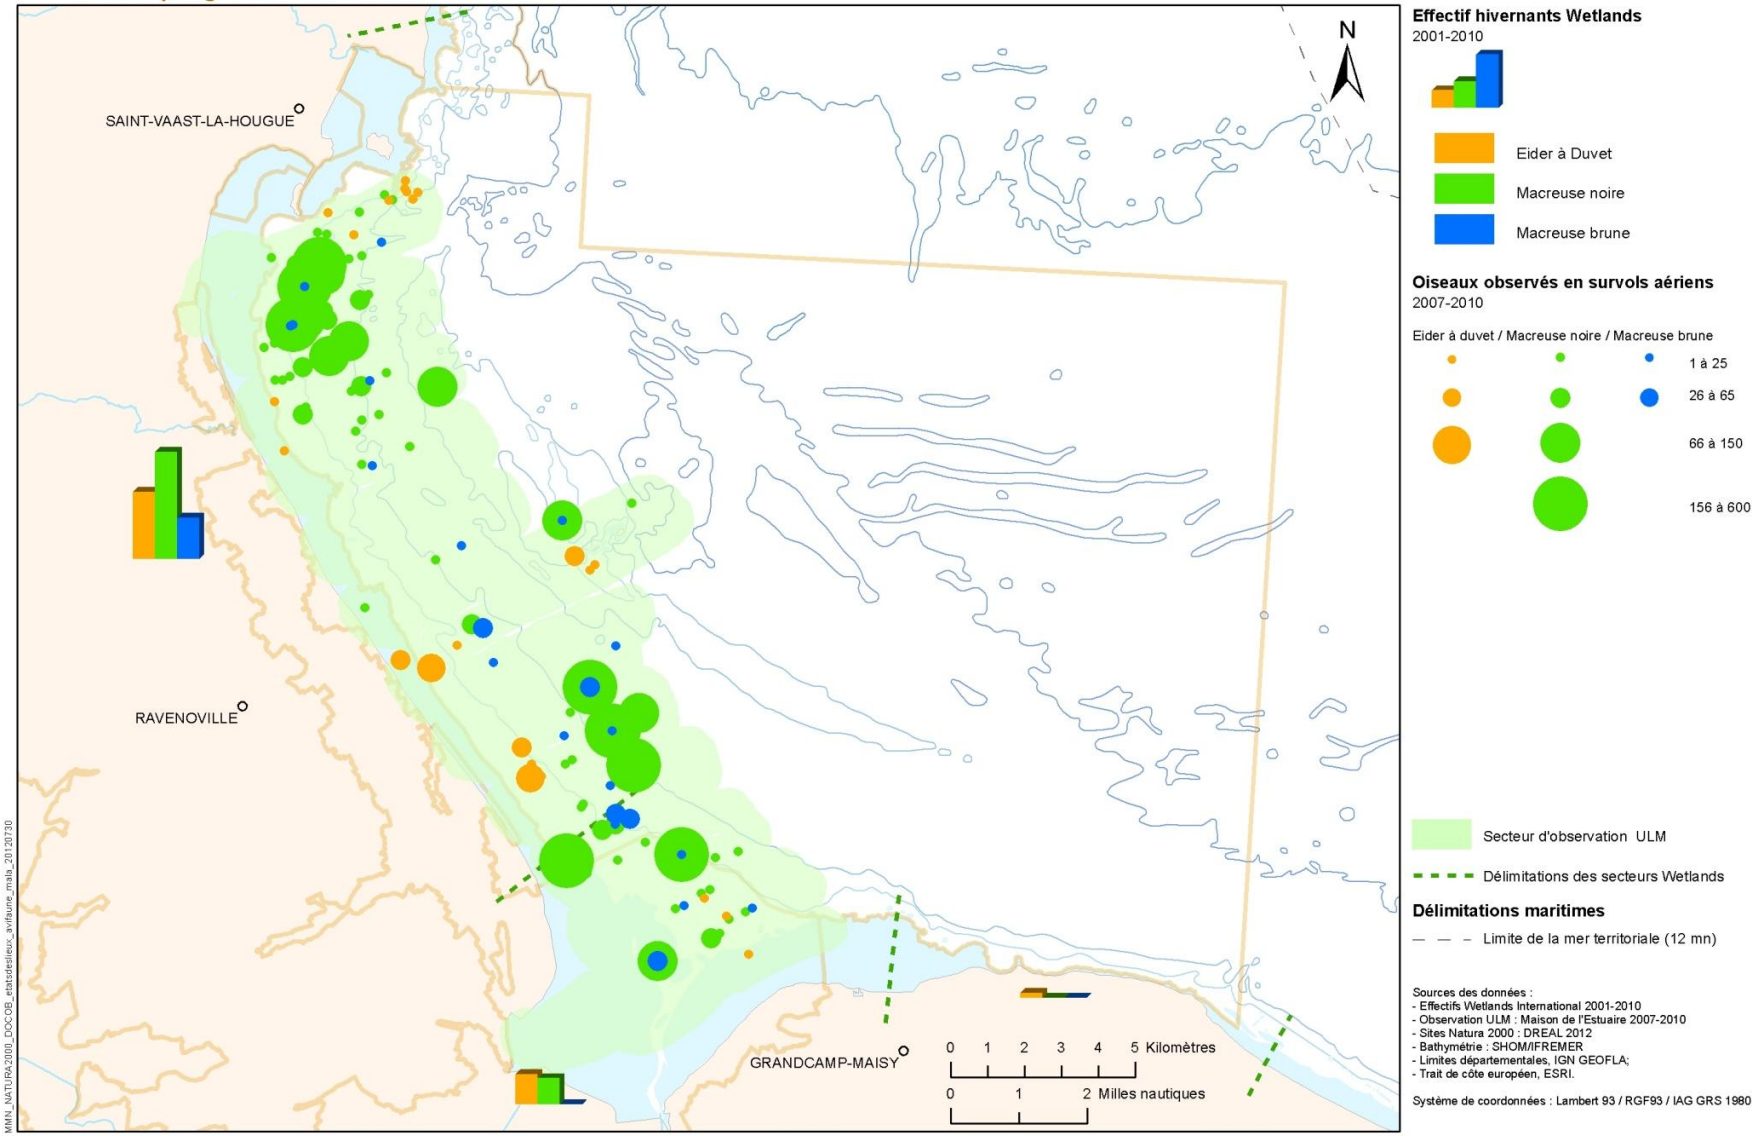 N
SAINT-VAAST-LA-HOUGUE
RAVENOVILLE
GRANDCAMP-MAISY
0 1 2 3 4 5 Kilomètres
0 1 2 Milles nautiques
MMN_NATURA2000_DOCOB_etatsdeslieux_avifaune_mala_20120730
Effectif hivernants Wetlands
2001-2010
Eider à Duvet
Macreuse noire
Macreuse brune
Oiseaux observés en survols aériens
2007-2010
Eider à duvet / Macreuse noire / Macreuse brune
1 à 25
26 à 65
66 à 150
156 à 600
Secteur d'observation ULM
Délimitations des secteurs Wetlands
Délimitations maritimes
Limite de la mer territoriale (12 mn)
Sources des données :
- Effectifs Wetlands International 2001-2010
- Observation ULM : Maison de l'Estuaire 2007-2010
- Sites Natura 2000 : DREAL 2012
- Bathymétrie : SHOM/IFREMER
- Limites départementales, IGN GEOFLA;
- Trait de côte européen, ESRI.
Système de coordonnées : Lambert 93 / RGF93 / IAG GRS 1980